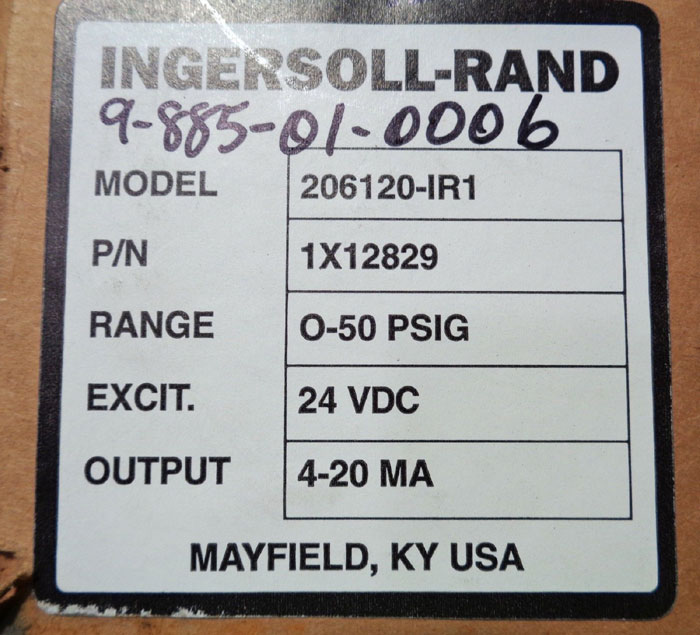 INGERSOLL-RAND
9-885-01-0006
MODEL 206120-IR1
P/N 1X12829
RANGE O-50 PSIG
EXCIT. 24 VDC
OUTPUT 4-20 MA
MAYFIELD, KY USA